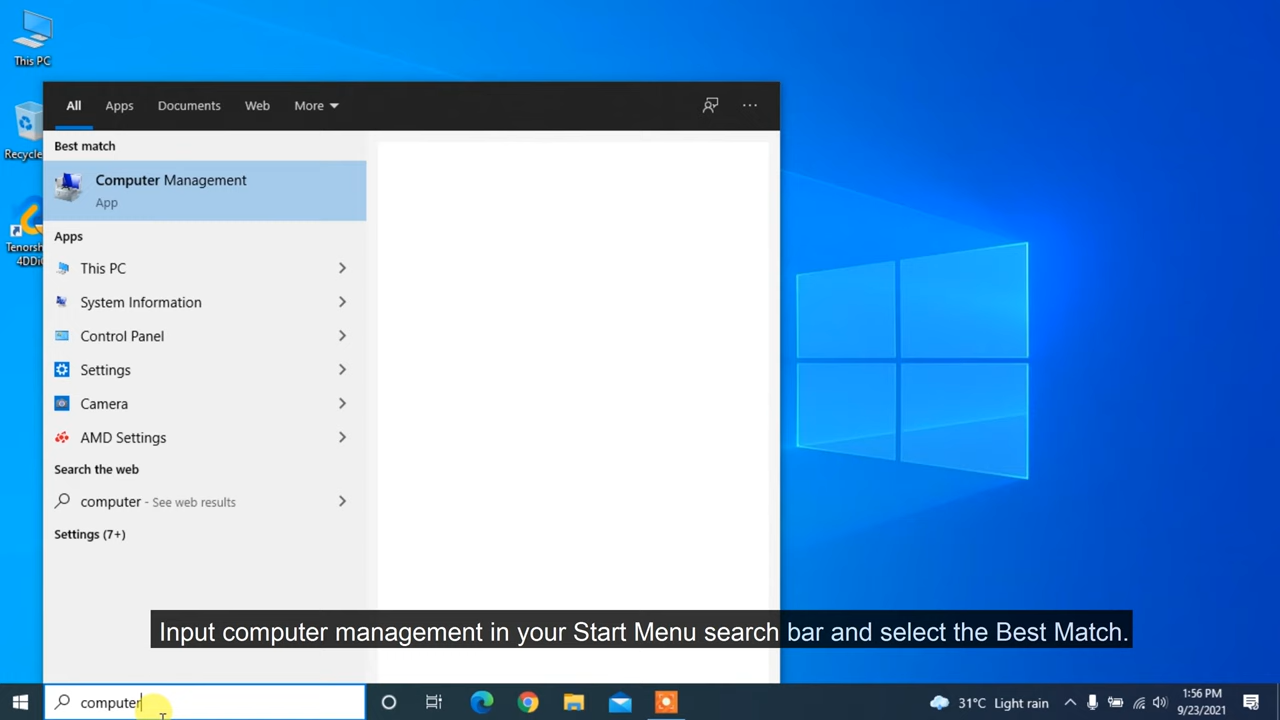 This PC
All Apps Documents Web More
Recycle
Best match
Computer Management
App
Apps
Tenorsh
4DDiG
This PC
System Information
Control Panel
Settings
Camera
AMD Settings
Search the web
computer - See web results
Settings (7+)
Input computer management in your Start Menu search bar and select the Best Match.
computer
31°C Light rain
1:56 PM
9/23/2021